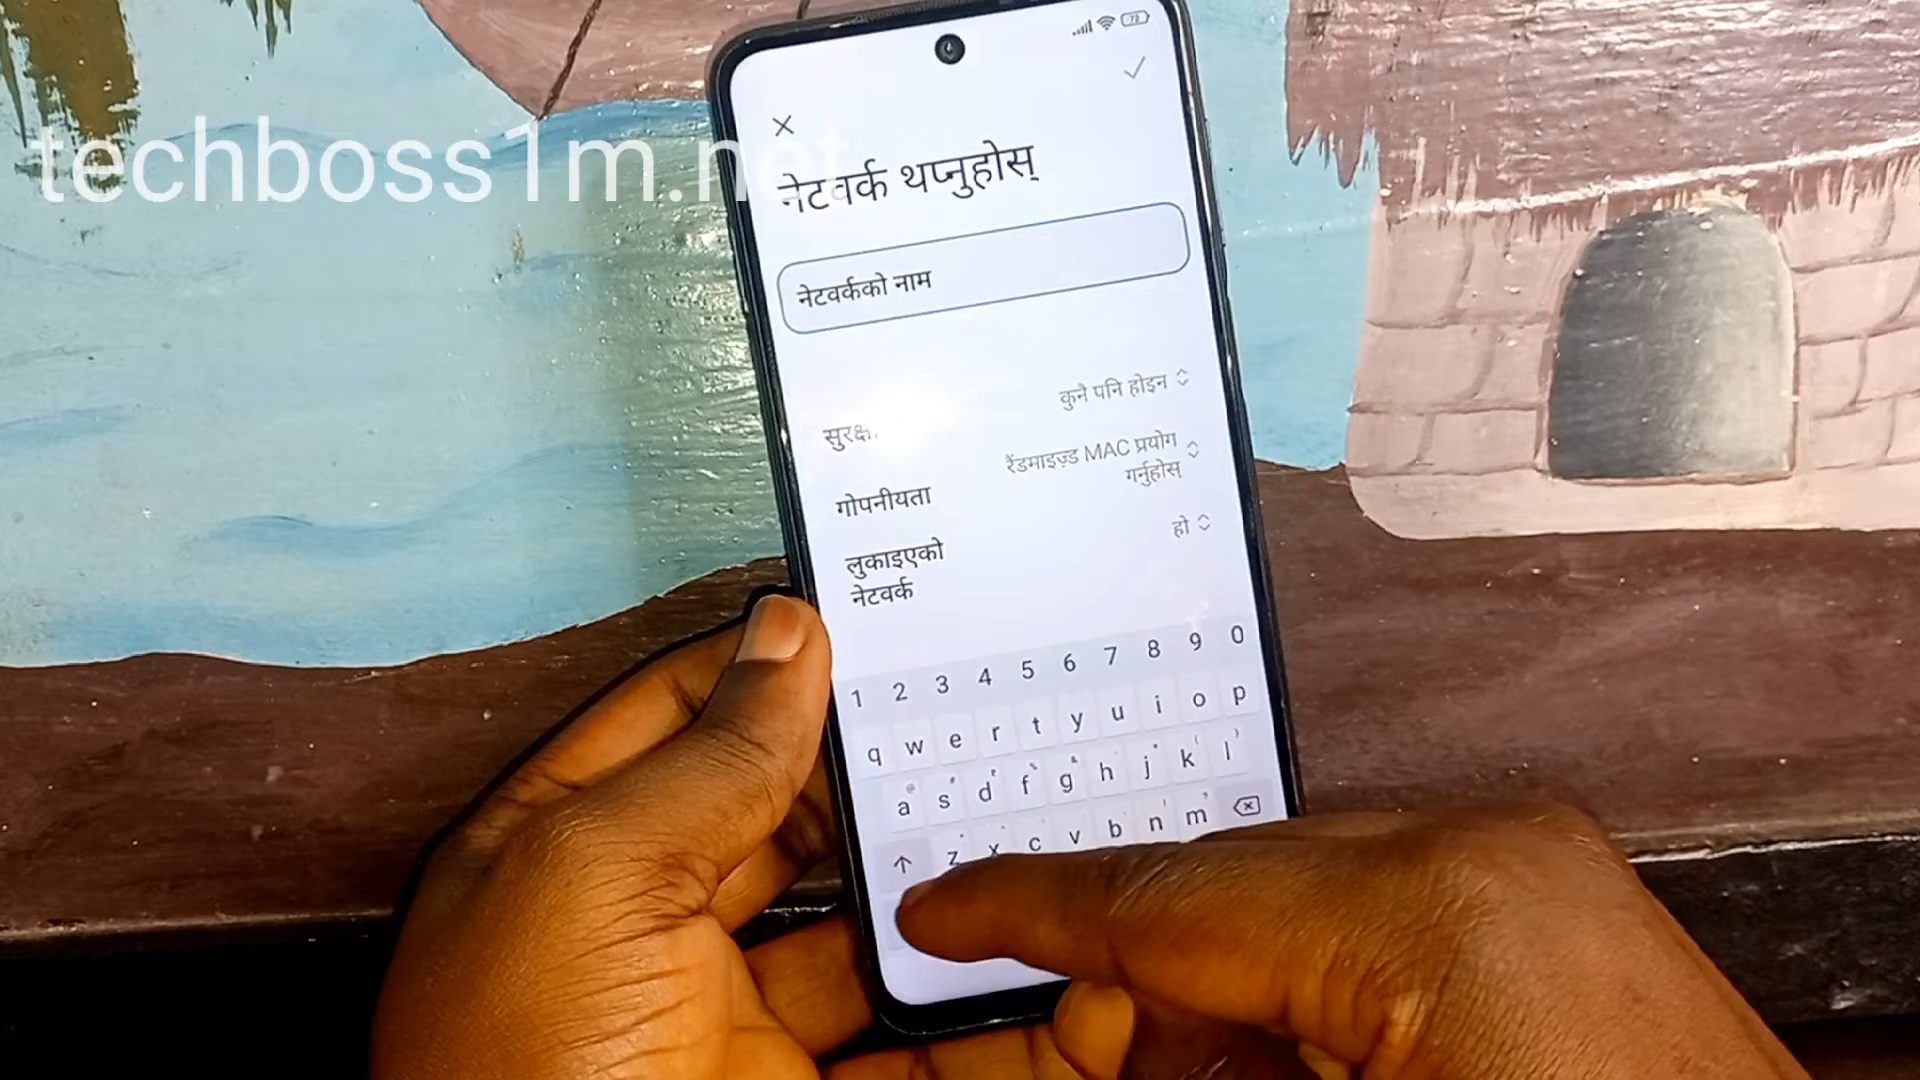 techboss1m.net
72
नेटवर्क थप्नुहोस्
नेटवर्कको नाम
कुनै पनि होइन
रैंडमाइज़्ड MAC प्रयोग
गर्नुहोस्
गोपनीयता
हो
लुकाइएको
नेटवर्क
1 2 3 4 5 6 7 8 9 0
q w e r t y u i o p
a s d f g h j k l
z x c v b n m